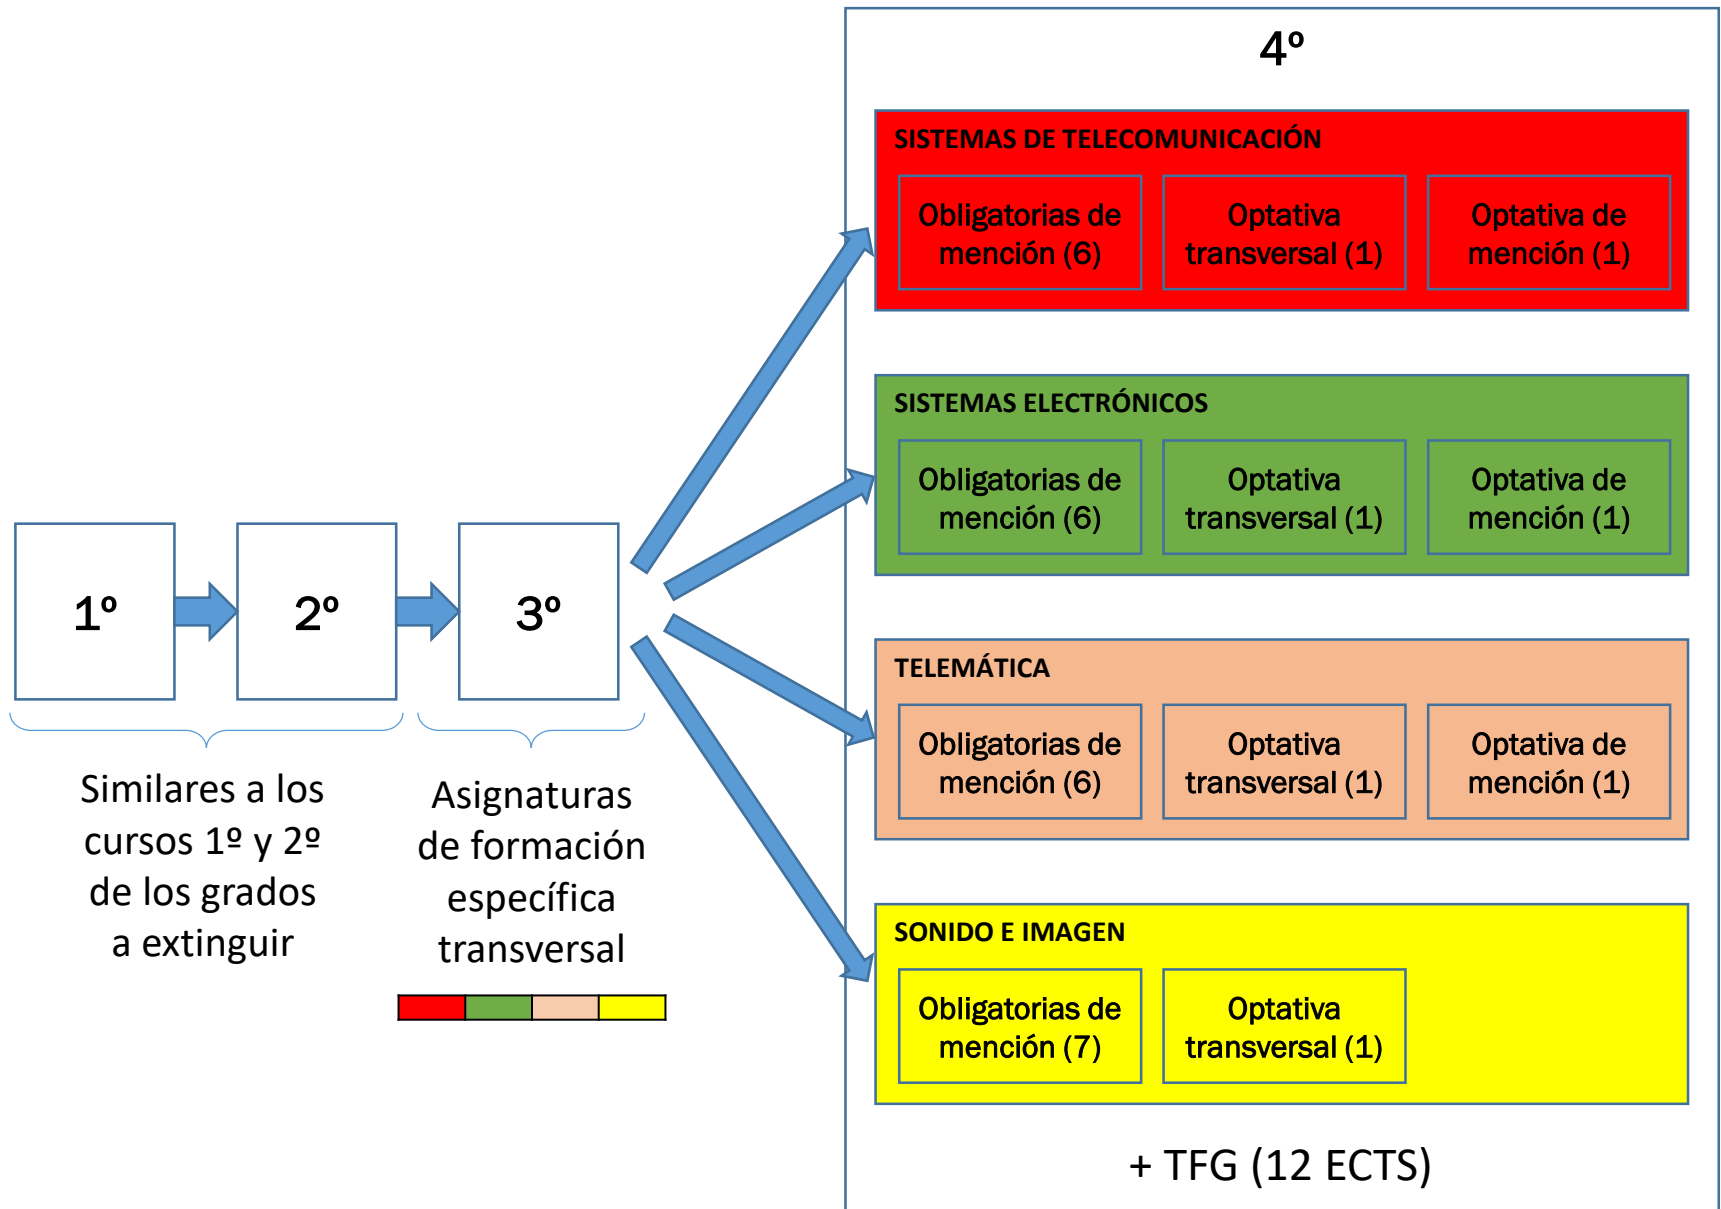 4º
SISTEMAS DE TELECOMUNICACIÓN
Obligatorias de
mención (6)
Optativa
transversal (1)
Optativa de
mención (1)
SISTEMAS ELECTRÓNICOS
Obligatorias de
mención (6)
Optativa
transversal (1)
Optativa de
mención (1)
1º
2º
3º
TELEMÁTICA
Obligatorias de
mención (6)
Optativa
transversal (1)
Optativa de
mención (1)
Similares a los
cursos 1º y 2º
de los grados
a extinguir
Asignaturas
de formación
específica
transversal
SONIDO E IMAGEN
Obligatorias de
mención (7)
Optativa
transversal (1)
+ TFG (12 ECTS)